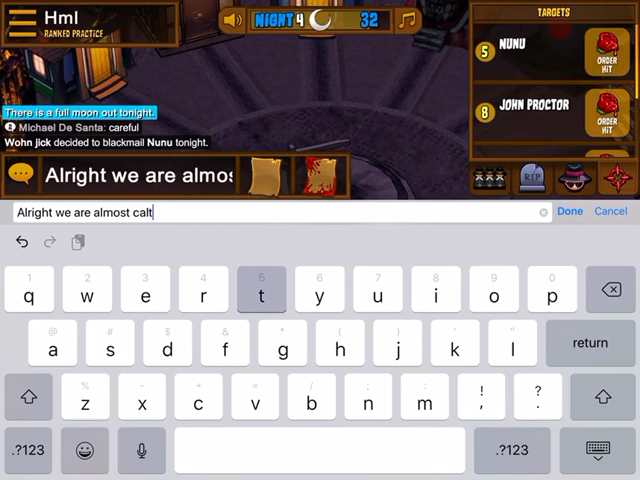 Hml
RANKED PRACTICE
NIGHT 4
32
TARGETS
5
NUNU
ORDER HIT
8
JOHN PROCTOR
ORDER HIT
There is a full moon out tonight.
2 Michael De Santa: careful
Wohn jick decided to blackmail Nunu tonight.
Alright we are almos
RIP
Alright we are almost calt
Done
Cancel
1 2 3 4 5 6 7 8 9 0
q w e r t y u i o p
@ # $ & * ( ) ' "
a s d f g h j k l
return
% - + = / ; : ! ?
z x c v b n m , .
.?123
.?123